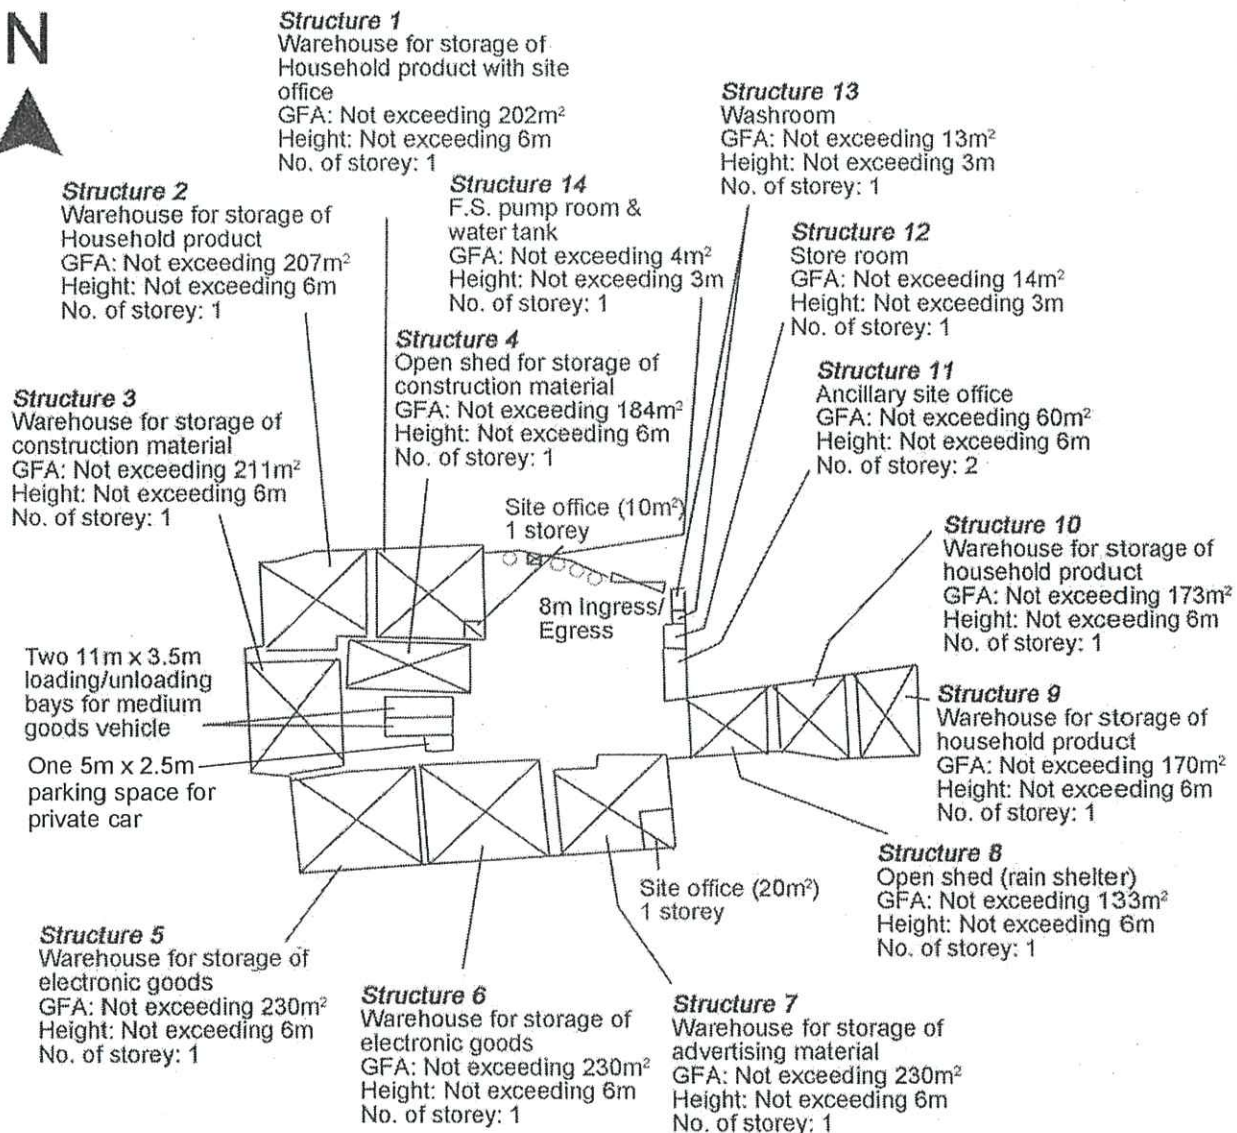 N
Structure 1
Warehouse for storage of
Household product with site
office
GFA: Not exceeding 202m²
Height: Not exceeding 6m
No. of storey: 1
Structure 13
Washroom
GFA: Not exceeding 13m²
Height: Not exceeding 3m
No. of storey: 1
Structure 2
Warehouse for storage of
Household product
GFA: Not exceeding 207m²
Height: Not exceeding 6m
No. of storey: 1
Structure 14
F.S. pump room &
water tank
GFA: Not exceeding 4m²
Height: Not exceeding 3m
No. of storey: 1
Structure 12
Store room
GFA: Not exceeding 14m²
Height: Not exceeding 3m
No. of storey: 1
Structure 4
Open shed for storage of
construction material
GFA: Not exceeding 184m²
Height: Not exceeding 6m
No. of storey: 1
Structure 11
Ancillary site office
GFA: Not exceeding 60m²
Height: Not exceeding 6m
No. of storey: 2
Structure 3
Warehouse for storage of
construction material
GFA: Not exceeding 211m²
Height: Not exceeding 6m
No. of storey: 1
Site office (10m²)
1 storey
Structure 10
Warehouse for storage of
household product
GFA: Not exceeding 173m²
Height: Not exceeding 6m
No. of storey: 1
8m Ingress/
Egress
Two 11m x 3.5m
loading/unloading
bays for medium
goods vehicle
One 5m x 2.5m
parking space for
private car
Structure 9
Warehouse for storage of
household product
GFA: Not exceeding 170m²
Height: Not exceeding 6m
No. of storey: 1
Structure 8
Open shed (rain shelter)
GFA: Not exceeding 133m²
Height: Not exceeding 6m
No. of storey: 1
Site office (20m²)
1 storey
Structure 5
Warehouse for storage of
electronic goods
GFA: Not exceeding 230m²
Height: Not exceeding 6m
No. of storey: 1
Structure 6
Warehouse for storage of
electronic goods
GFA: Not exceeding 230m²
Height: Not exceeding 6m
No. of storey: 1
Structure 7
Warehouse for storage of
advertising material
GFA: Not exceeding 230m²
Height: Not exceeding 6m
No. of storey: 1